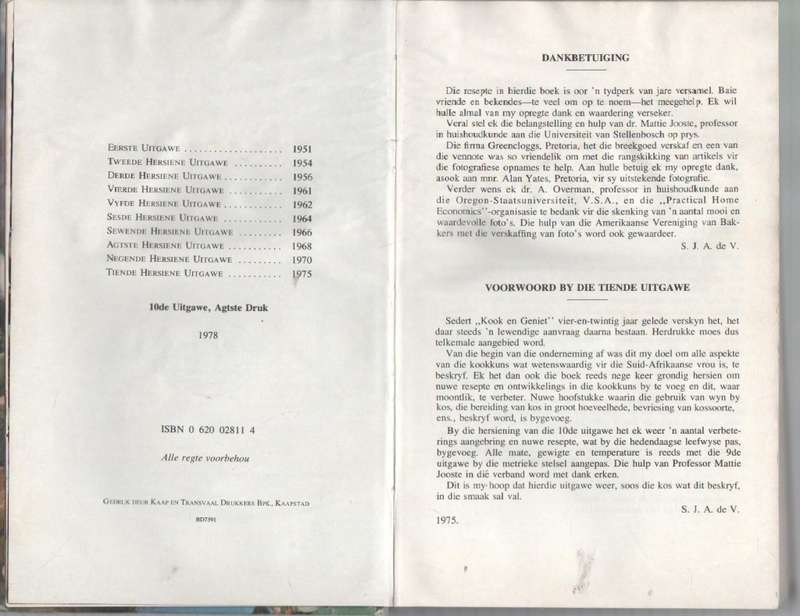 EERSTE UITGAWE . . . . . . . . . . . . . . . . . . . 1951
TWEEDE HERSIENE UITGAWE . . . . . . . . . . 1954
DERDE HERSIENE UITGAWE . . . . . . . . . . . . 1956
VIERDE HERSIENE UITGAWE . . . . . . . . . . . 1961
VYFDE HERSIENE UITGAWE . . . . . . . . . . . . 1962
SESDE HERSIENE UITGAWE . . . . . . . . . . . 1964
SEWENDE HERSIENE UITGAWE . . . . . . . . . 1966
AGTSTE HERSIENE UITGAWE . . . . . . . . . . . 1968
NEGENDE HERSIENE UITGAWE . . . . . . . . . 1970
TIENDE HERSIENE UITGAWE . . . . . . . . . . . 1975
10de Uitgawe, Agtste Druk
1978
ISBN 0 620 02811 4
Alle regte voorbehou
GEDRUK DEUR KAAP EN TRANSVAAL DRUKKERS BPK., KAAPSTAD
BD7391
DANKBETUIGING
Die resepte in hierdie boek is oor 'n tydperk van jare versamel. Baie
vriende en bekendes—te veel om op te noem—het meegehelp. Ek wil
hulle almal van my opregte dank en waardering verseker.
Veral stel ek die belangstelling en hulp van dr. Mattie Jooste, professor
in huishoudkunde aan die Universiteit van Stellenbosch op prys.
Die firma Greencloggs, Pretoria, het die breekgoed verskaf en een van
die vennote was so vriendelik om met die rangskikking van artikels vir
die fotografiese opnames te help. Aan hulle betuig ek my opregte dank,
asook aan mnr. Alan Yates, Pretoria, vir sy uitstekende fotografie.
Verder wens ek dr. A. Overman, professor in huishoudkunde aan
die Oregon-Staatsuniversiteit, V.S.A., en die ,,Practical Home
Economics''-organisasie te bedank vir die skenking van 'n aantal mooi en
waardevolle foto's. Die hulp van die Amerikaanse Vereniging van Bak-
kers met die verskaffing van foto's word ook gewaardeer.
S. J. A. de V.
VOORWOORD BY DIE TIENDE UITGAWE
Sedert ,,Kook en Geniet'' vier-en-twintig jaar gelede verskyn het, het
daar steeds 'n lewendige aanvraag daarna bestaan. Herdrukke moes dus
telkemale aangebied word.
Van die begin van die onderneming af was dit my doel om alle aspekte
van die kookkuns wat wetenswaardig vir die Suid-Afrikaanse vrou is, te
beskryf. Ek het dan ook die boek reeds nege keer grondig hersien om
nuwe resepte en ontwikkelings in die kookkuns by te voeg en dit, waar
moontlik, te verbeter. Nuwe hoofstukke waarin die gebruik van wyn by
kos, die bereiding van kos in groot hoeveelhede, bevriesing van kossoorte,
ens., beskryf word, is bygevoeg.
By die hersiening van die 10de uitgawe het ek weer 'n aantal verbete-
rings aangebring en nuwe resepte, wat by die hedendaagse leefwyse pas,
bygevoeg. Alle mate, gewigte en temperature is reeds met die 9de
uitgawe by die metrieke stelsel aangepas. Die hulp van Professor Mattie
Jooste in dié verband word met dank erken.
Dit is my hoop dat hierdie uitgawe weer, soos die kos wat dit beskryf,
in die smaak sal val.
S. J. A. de V.
1975.